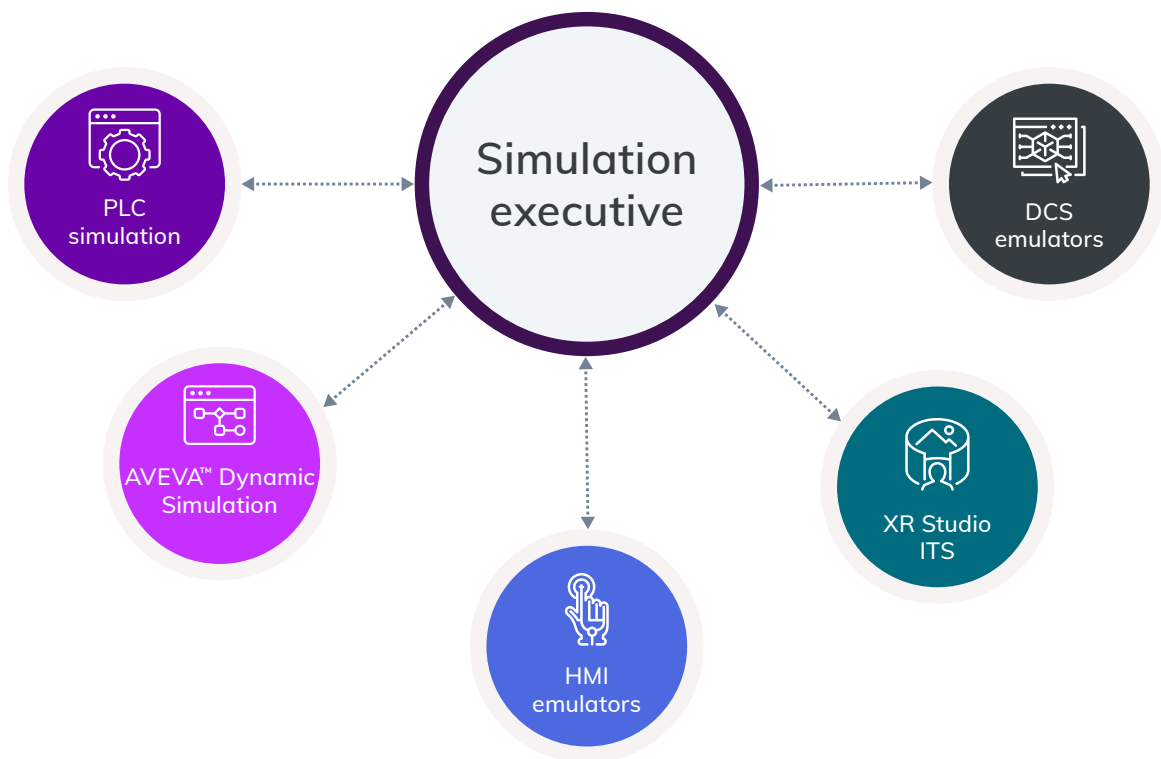 Simulation
executive
PLC
simulation
DCS
emulators
AVEVA™ Dynamic
Simulation
XR Studio
ITS
HMI
emulators